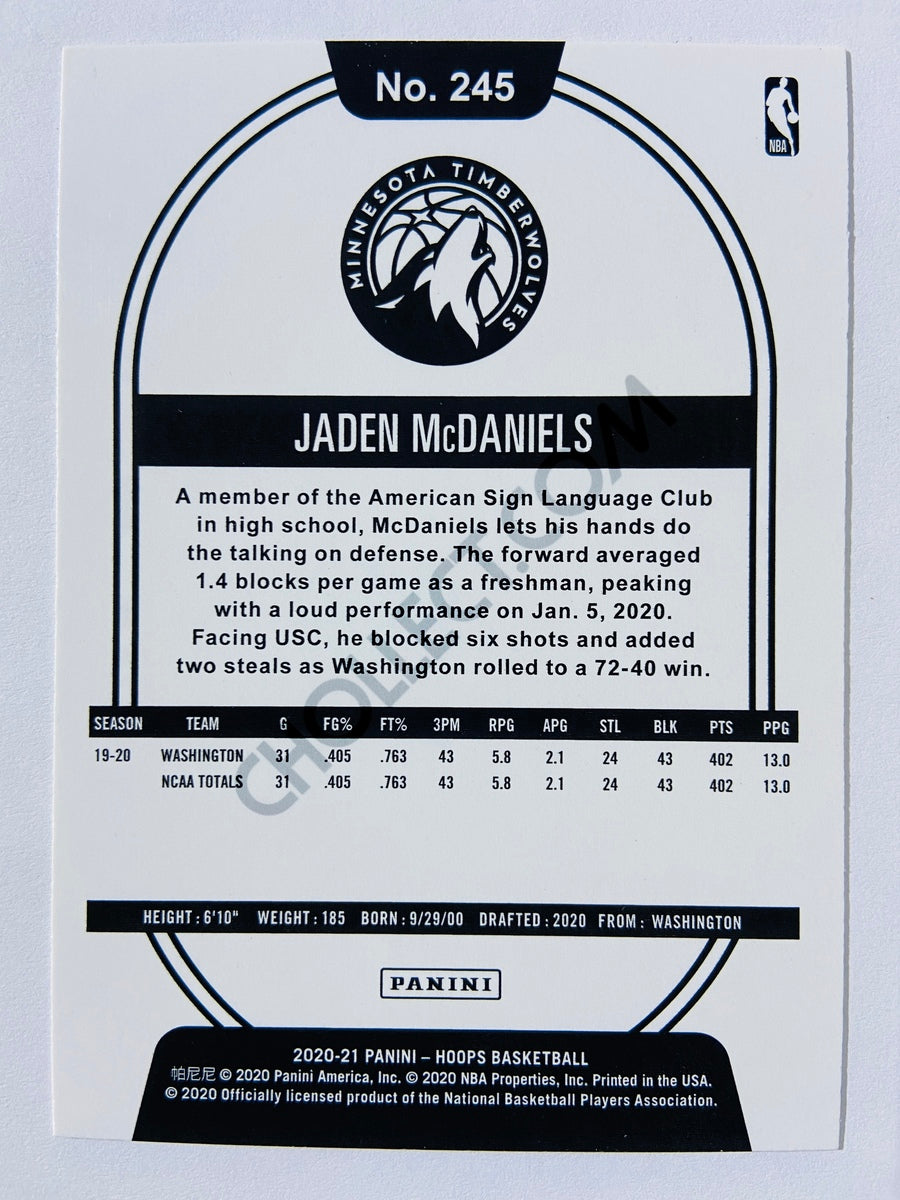 No. 245
NBA
MINNESOTA TIMBERWOLVES
JADEN McDANIELS
A member of the American Sign Language Club
in high school, McDaniels lets his hands do
the talking on defense. The forward averaged
1.4 blocks per game as a freshman, peaking
with a loud performance on Jan. 5, 2020.
Facing USC, he blocked six shots and added
two steals as Washington rolled to a 72-40 win.
SEASON TEAM G FG% FT% 3PM RPG APG STL BLK PTS PPG
19-20 WASHINGTON 31 .405 .763 43 5.8 2.1 24 43 402 13.0
NCAA TOTALS 31 .405 .763 43 5.8 2.1 24 43 402 13.0
HEIGHT: 6'10" WEIGHT: 185 BORN: 9/29/00 DRAFTED: 2020 FROM: WASHINGTON
PANINI
2020-21 PANINI – HOOPS BASKETBALL
帕尼尼 © 2020 Panini America, Inc. © 2020 NBA Properties, Inc. Printed in the USA.
© 2020 Officially licensed product of the National Basketball Players Association.
CHOLLECT.COM